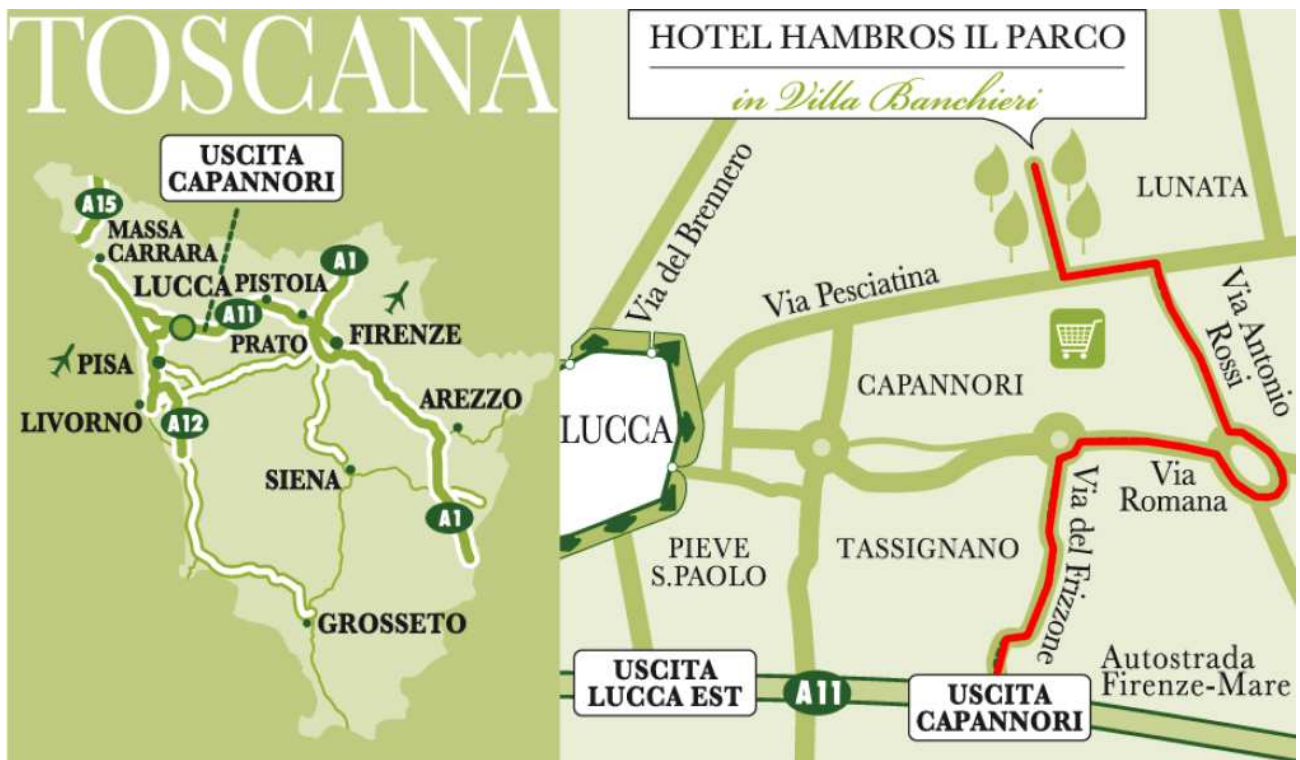 TOSCANA
USCITA
CAPANNORI
A15
MASSA
CARRARA
LUCCA
PISTOIA
A1
A11
PRATO
FIRENZE
PISA
LIVORNO
A12
AREZZO
SIENA
A1
GROSSETO
HOTEL HAMBROS IL PARCO
in Villa Banchieri
Via del Brennero
LUNATA
Via Pesciatina
Via Antonio
Rossi
CAPANNORI
LUCCA
Via
Romana
Via del Frizzone
PIEVE
S.PAOLO
TASSIGNANO
USCITA
LUCCA EST
A11
USCITA
CAPANNORI
Autostrada
Firenze-Mare